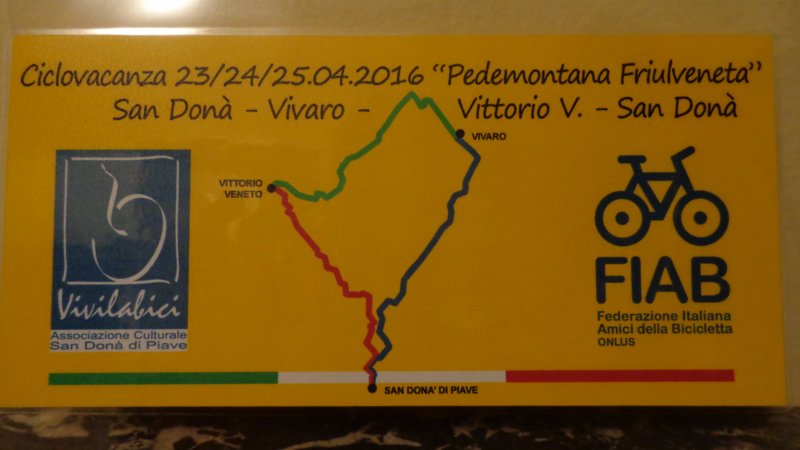 Ciclovacanza 23/24/25.04.2016 "Pedemontana Friulveneta"
San Donà - Vivaro - Vittorio V. - San Donà
VIVARO
VITTORIO
VENETO
Vivilabici
Associazione Culturale
San Donà di Piave
FIAB
Federazione Italiana
Amici della Bicicletta
ONLUS
SAN DONA' DI PIAVE